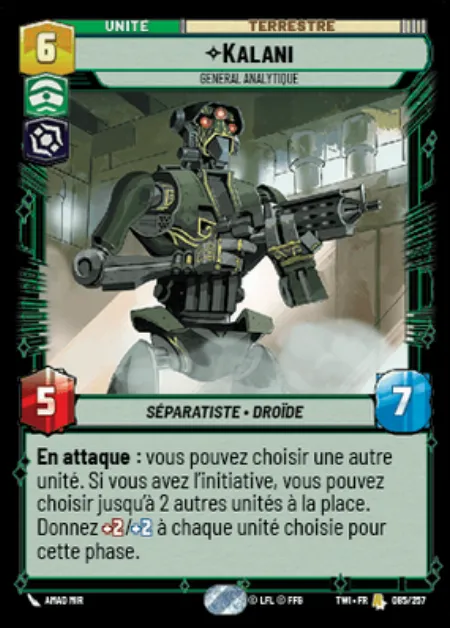 UNITÉ
TERRESTRE
6
KALANI
GENERAL ANALYTIQUE
5
SÉPARATISTE • DROÏDE
7
En attaque : vous pouvez choisir une autre
unité. Si vous avez l'initiative, vous pouvez
choisir jusqu'à 2 autres unités à la place.
Donnez +2/+2 à chaque unité choisie pour
cette phase.
AMAD MIR
© LFL © FFG
TWI • FR
085/257